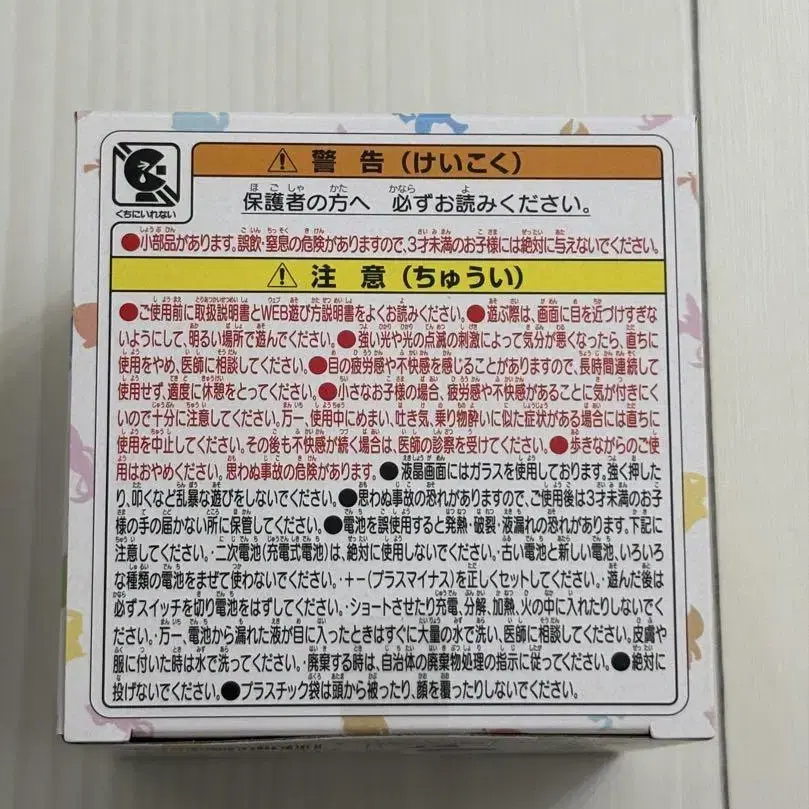 くちにいれない
警告(けいこく)
保護者の方へ 必ずお読みください。
●小部品があります。誤飲・窒息の危険がありますので、3才未満のお子様には絶対に与えないでください。
注意(ちゅうい)
●ご使用前に取扱説明書とWEB遊び方説明書をよくお読みください。●遊ぶ際は、画面に目を近づけすぎな
いようにして、明るい場所で遊んでください。●強い光や光の点滅の刺激によって気分が悪くなったら、直ちに
使用をやめ、医師に相談してください。●目の疲労感や不快感を感じることがありますので、長時間連続して
使用せず、適度に休憩をとってください。●小さなお子様の場合、疲労感や不快感があることに気が付きにく
いので十分に注意してください。万一、使用中にめまい、吐き気、乗り物酔いに似た症状がある場合には直ちに
使用を中止してください。その後も不快感が続く場合は、医師の診察を受けてください。●歩きながらのご使
用はおやめください。思わぬ事故の危険があります。●液晶画面にはガラスを使用しております。強く押した
り、叩くなど乱暴な遊びをしないでください。●思わぬ事故の恐れがありますので、ご使用後は3才未満のお子
様の手の届かない所に保管してください。●電池を誤使用すると発熱・破裂・液漏れの恐れがあります。下記に
注意してください。・二次電池(充電式電池)は、絶対に使用しないでください。・古い電池と新しい電池、いろいろ
な種類の電池をまぜて使わないでください。・+-(プラスマイナス)を正しくセットしてください。・遊んだ後は
必ずスイッチを切り電池をはずしてください。・ショートさせたり充電、分解、加熱、火の中に入れたりしないでく
ださい。・万一、電池から漏れた液が目に入ったときはすぐに大量の水で洗い、医師に相談してください。皮膚や
服に付いた時は水で洗ってください。・廃棄する時は、自治体の廃棄物処理の指示に従ってください。●絶対に
投げないでください。●プラスチック袋は頭から被ったり、顔を覆ったりしないでください。